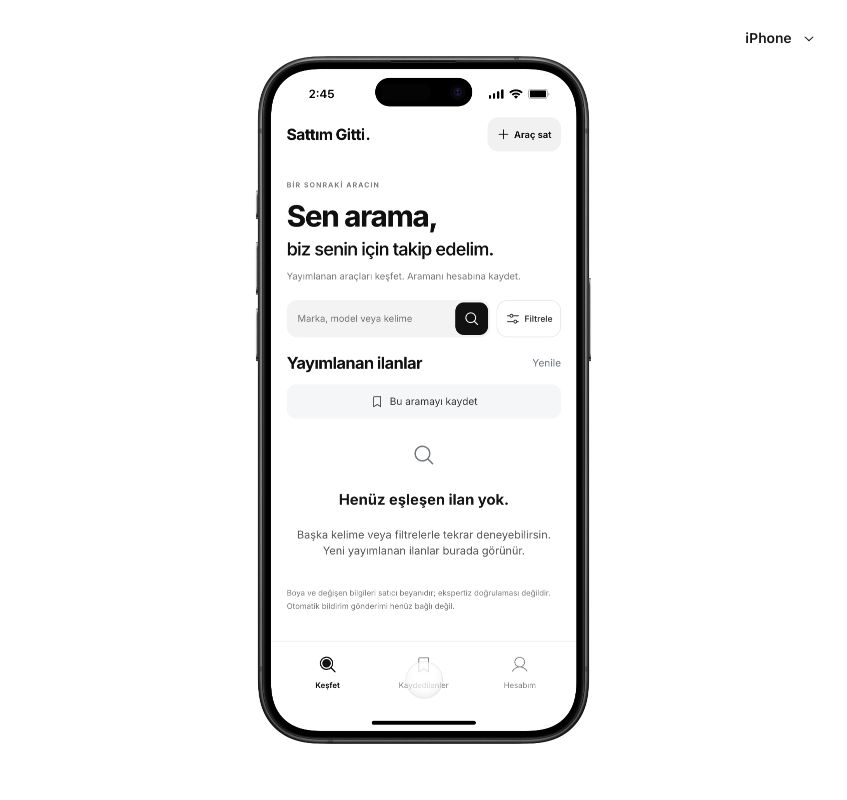 iPhone
2:45
Sattım Gitti.
Araç sat
BİR SONRAKİ ARACIN
Sen arama,
biz senin için takip edelim.
Yayımlanan araçları keşfet. Aramanı hesabına kaydet.
Marka, model veya kelime
Filtrele
Yayımlanan ilanlar
Yenile
Bu aramayı kaydet
Henüz eşleşen ilan yok.
Başka kelime veya filtrelerle tekrar deneyebilirsin.
Yeni yayımlanan ilanlar burada görünür.
Boya ve değişen bilgileri satıcı beyanıdır; ekspertiz doğrulaması değildir.
Otomatik bildirim gönderimi henüz bağlı değil.
Keşfet
Kaydedilenler
Hesabım